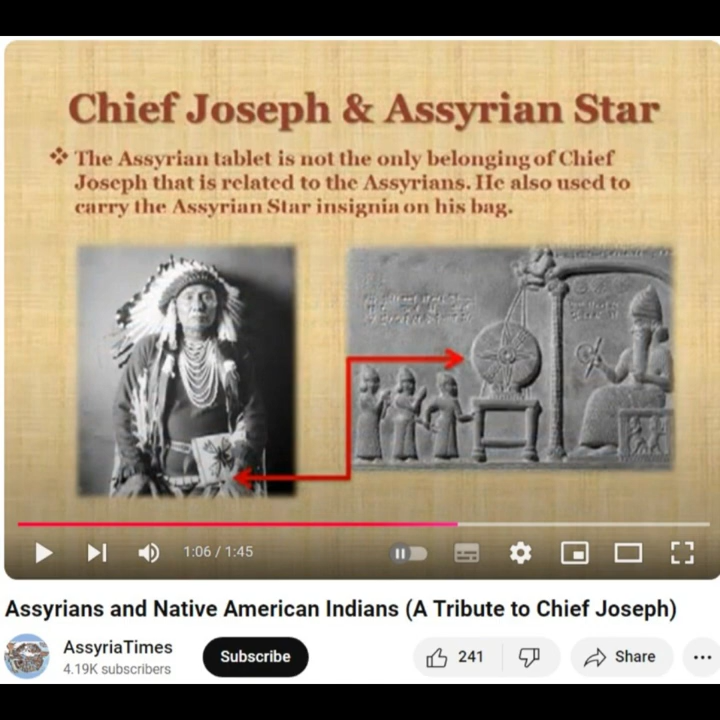 Chief Joseph & Assyrian Star
❖ The Assyrian tablet is not the only belonging of Chief
Joseph that is related to the Assyrians. He also used to
carry the Assyrian Star insignia on his bag.
1:06 / 1:45
Assyrians and Native American Indians (A Tribute to Chief Joseph)
AssyriaTimes
4.19K subscribers
Subscribe
241
Share